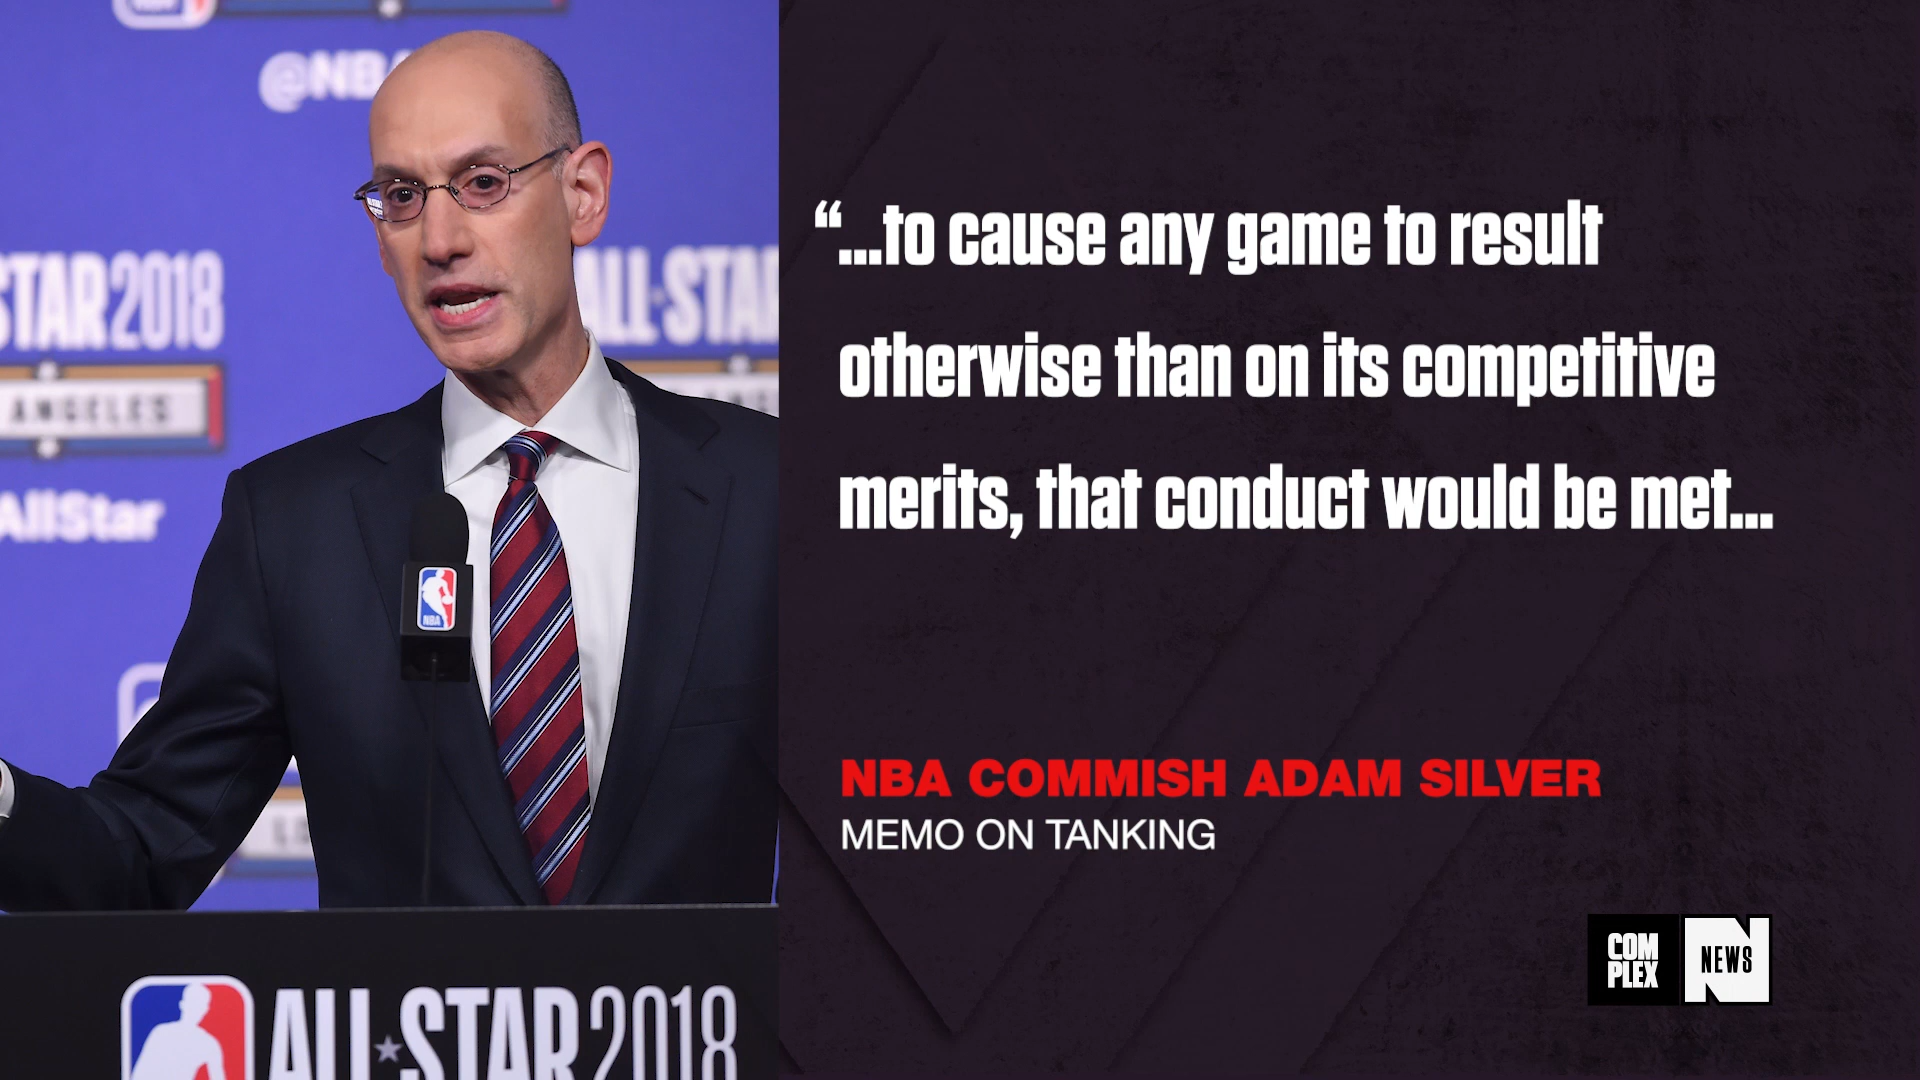 @NBA
STAR2018
ALL-STAR
ANGELES
AllStar
NBA
ALL★STAR2018
“...to cause any game to result
otherwise than on its competitive
merits, that conduct would be met...
NBA COMMISH ADAM SILVER
MEMO ON TANKING
COM
PLEX
NEWS